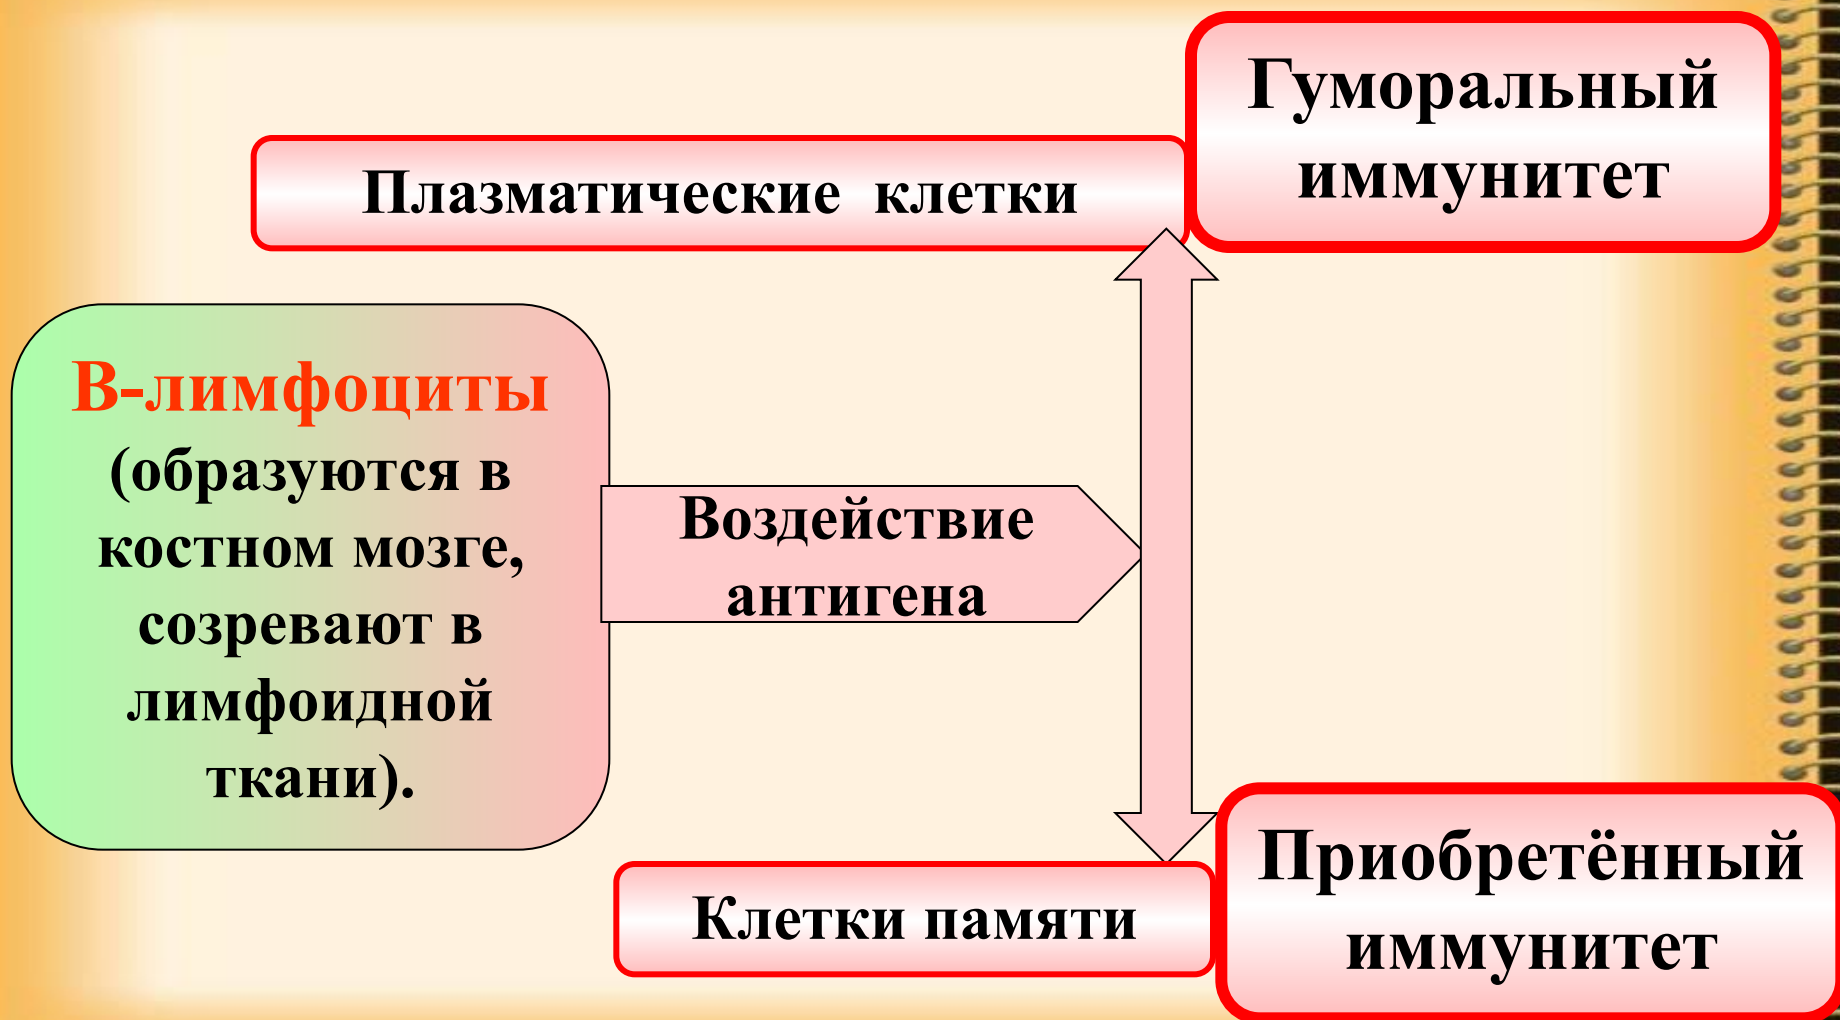 Гуморальный
иммунитет
Плазматические клетки
В-лимфоциты
(образуются в
костном мозге,
созревают в
лимфоидной
ткани).
Воздействие
антигена
Приобретённый
иммунитет
Клетки памяти